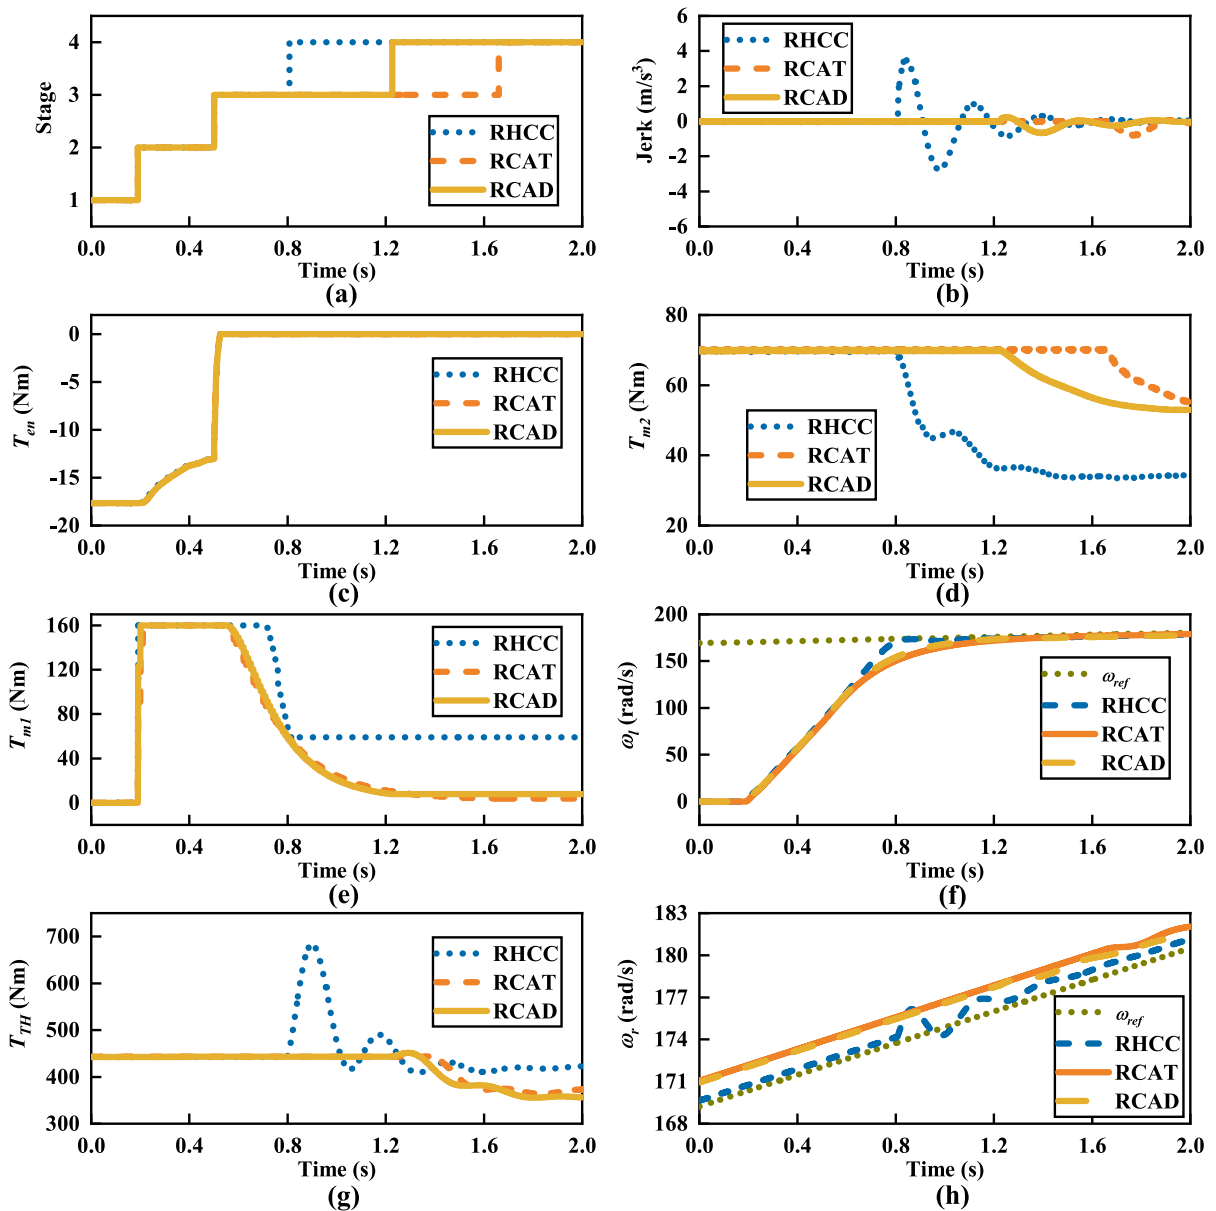 4
3
2
1
Stage
RHCC
RCAT
RCAD
0.0 0.4 0.8 1.2 1.6 2.0
Time (s)
(a)
6
4
2
0
-2
-4
-6
Jerk (m/s³)
RHCC
RCAT
RCAD
0.0 0.4 0.8 1.2 1.6 2.0
Time (s)
(b)
0
-5
-10
-15
-20
T_en (Nm)
RHCC
RCAT
RCAD
0.0 0.4 0.8 1.2 1.6 2.0
Time (s)
(c)
80
60
40
20
T_m2 (Nm)
RHCC
RCAT
RCAD
0.0 0.4 0.8 1.2 1.6 2.0
Time (s)
(d)
160
120
80
40
0
T_m1 (Nm)
RHCC
RCAT
RCAD
0.0 0.4 0.8 1.2 1.6 2.0
Time (s)
(e)
200
150
100
50
0
ω_l (rad/s)
ω_ref
RHCC
RCAT
RCAD
0.0 0.4 0.8 1.2 1.6 2.0
Time (s)
(f)
700
600
500
400
300
T_TH (Nm)
RHCC
RCAT
RCAD
0.0 0.4 0.8 1.2 1.6 2.0
Time (s)
(g)
183
180
177
174
171
168
ω_r (rad/s)
ω_ref
RHCC
RCAT
RCAD
0.0 0.4 0.8 1.2 1.6 2.0
Time (s)
(h)